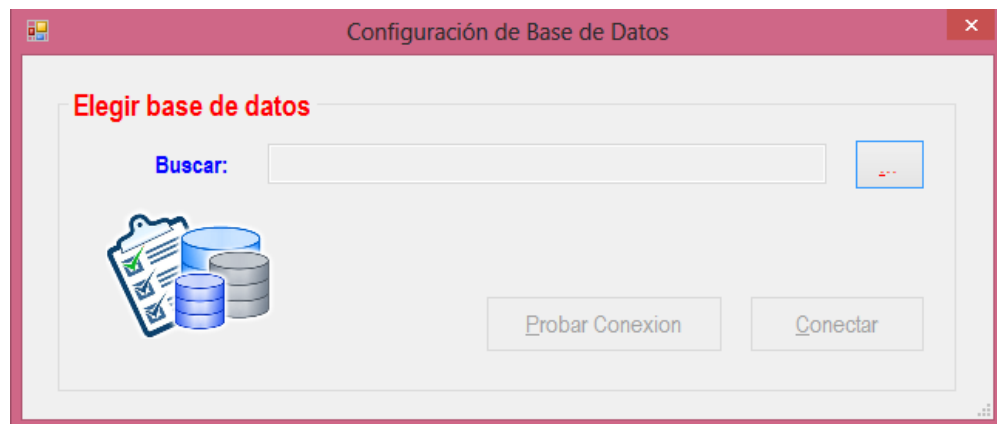 Configuración de Base de Datos
Elegir base de datos
Buscar:
...
Probar Conexion
Conectar